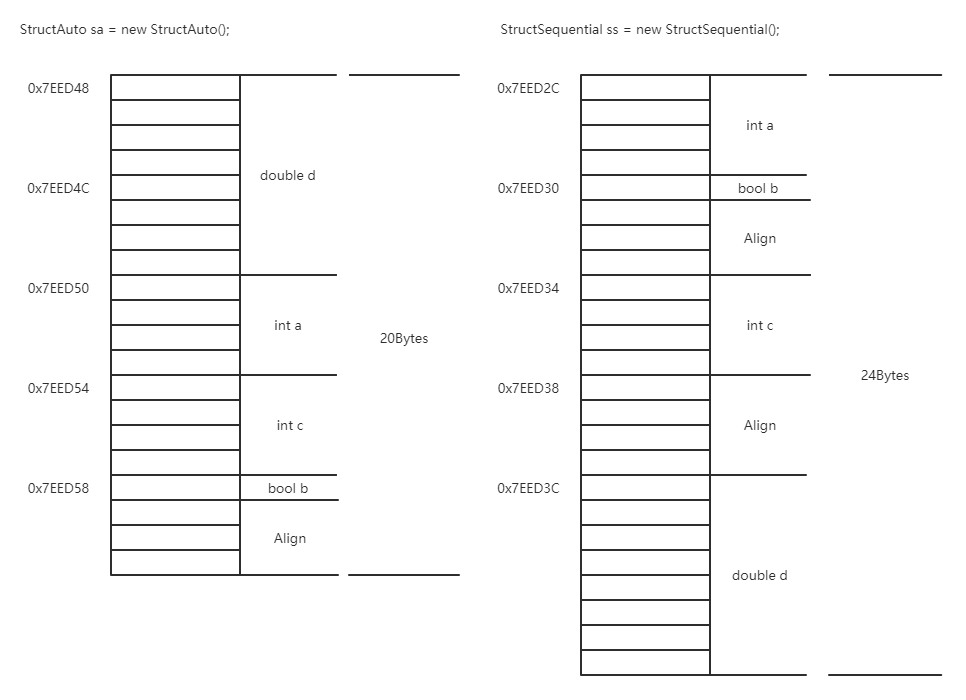 StructAuto sa = new StructAuto();
0x7EED48
0x7EED4C
double d
0x7EED50
int a
20Bytes
0x7EED54
int c
0x7EED58
bool b
Align
StructSequential ss = new StructSequential();
0x7EED2C
int a
0x7EED30
bool b
Align
0x7EED34
int c
24Bytes
0x7EED38
Align
0x7EED3C
double d